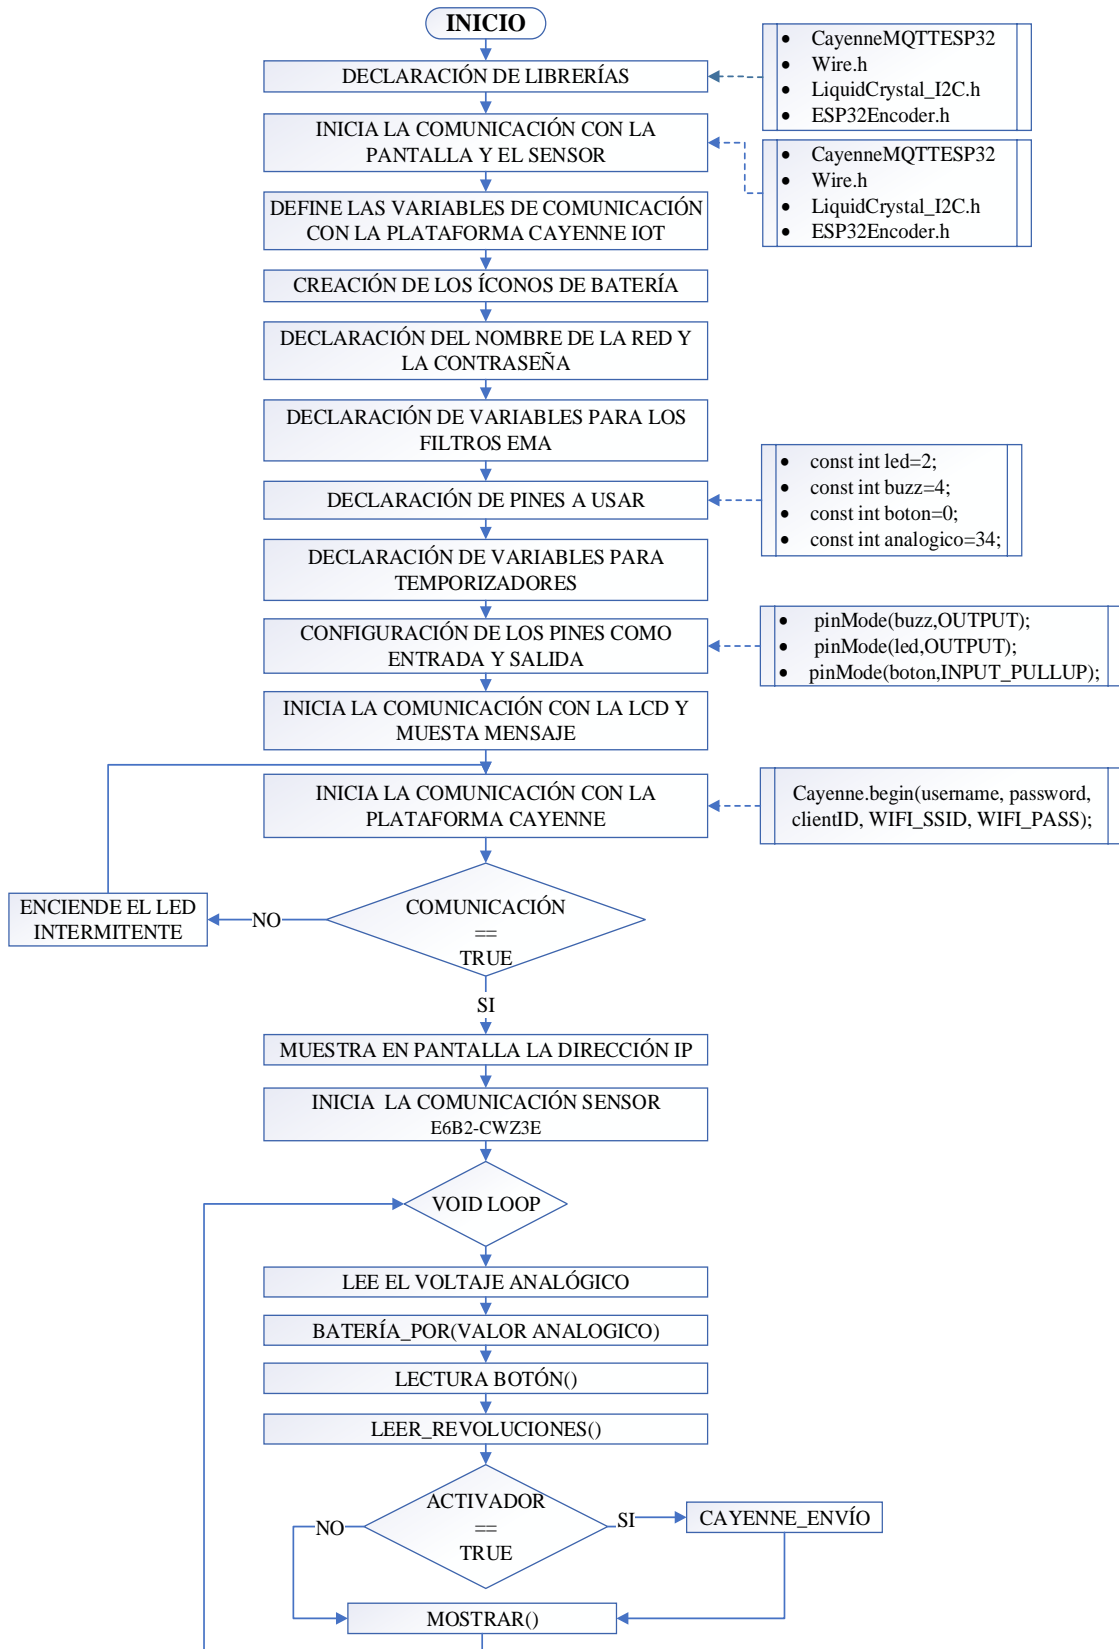 INICIO
DECLARACIÓN DE LIBRERÍAS
• CayenneMQTTESP32
• Wire.h
• LiquidCrystal_I2C.h
• ESP32Encoder.h
INICIA LA COMUNICACIÓN CON LA
PANTALLA Y EL SENSOR
• CayenneMQTTESP32
• Wire.h
• LiquidCrystal_I2C.h
• ESP32Encoder.h
DEFINE LAS VARIABLES DE COMUNICACIÓN
CON LA PLATAFORMA CAYENNE IOT
CREACIÓN DE LOS ÍCONOS DE BATERÍA
DECLARACIÓN DEL NOMBRE DE LA RED Y
LA CONTRASEÑA
DECLARACIÓN DE VARIABLES PARA LOS
FILTROS EMA
DECLARACIÓN DE PINES A USAR
• const int led=2;
• const int buzz=4;
• const int boton=0;
• const int analogico=34;
DECLARACIÓN DE VARIABLES PARA
TEMPORIZADORES
CONFIGURACIÓN DE LOS PINES COMO
ENTRADA Y SALIDA
• pinMode(buzz,OUTPUT);
• pinMode(led,OUTPUT);
• pinMode(boton,INPUT_PULLUP);
INICIA LA COMUNICACIÓN CON LA LCD Y
MUESTA MENSAJE
INICIA LA COMUNICACIÓN CON LA
PLATAFORMA CAYENNE
Cayenne.begin(username, password,
clientID, WIFI_SSID, WIFI_PASS);
COMUNICACIÓN
==
TRUE
NO
ENCIENDE EL LED
INTERMITENTE
SI
MUESTRA EN PANTALLA LA DIRECCIÓN IP
INICIA LA COMUNICACIÓN SENSOR
E6B2-CWZ3E
VOID LOOP
LEE EL VOLTAJE ANALÓGICO
BATERÍA_POR(VALOR ANALOGICO)
LECTURA BOTÓN()
LEER_REVOLUCIONES()
ACTIVADOR
==
TRUE
NO
SI
CAYENNE_ENVÍO
MOSTRAR()